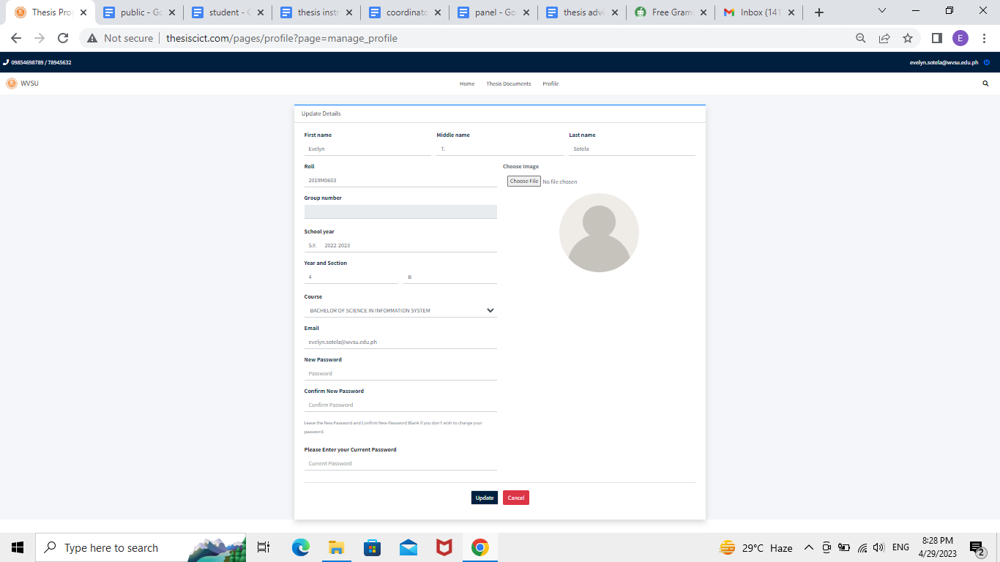 Thesis Pro
public - Go
student - G
thesis instr
coordinato
panel - Go
thesis advi
Free Gram
Inbox (141
Not secure
thesiscict.com/pages/profile?page=manage_profile
E
09854698789 / 78945632
evelyn.sotela@wvsu.edu.ph
WVSU
Home
Thesis Documents
Profile
Update Details
First name
Middle name
Last name
Evelyn
T.
Sotela
Roll
Choose Image
2019M0603
Choose File No file chosen
Group number
School year
S.Y. 2022 2023
Year and Section
4
B
Course
BACHELOR OF SCIENCE IN INFORMATION SYSTEM
Email
evelyn.sotela@wvsu.edu.ph
New Password
Password
Confirm New Password
Confirm Password
Leave the New Password and Confirm New Password Blank if you don't wish to change your
password.
Please Enter your Current Password
Current Password
Update
Cancel
Type here to search
29°C Haze
ENG
8:28 PM
4/29/2023
2